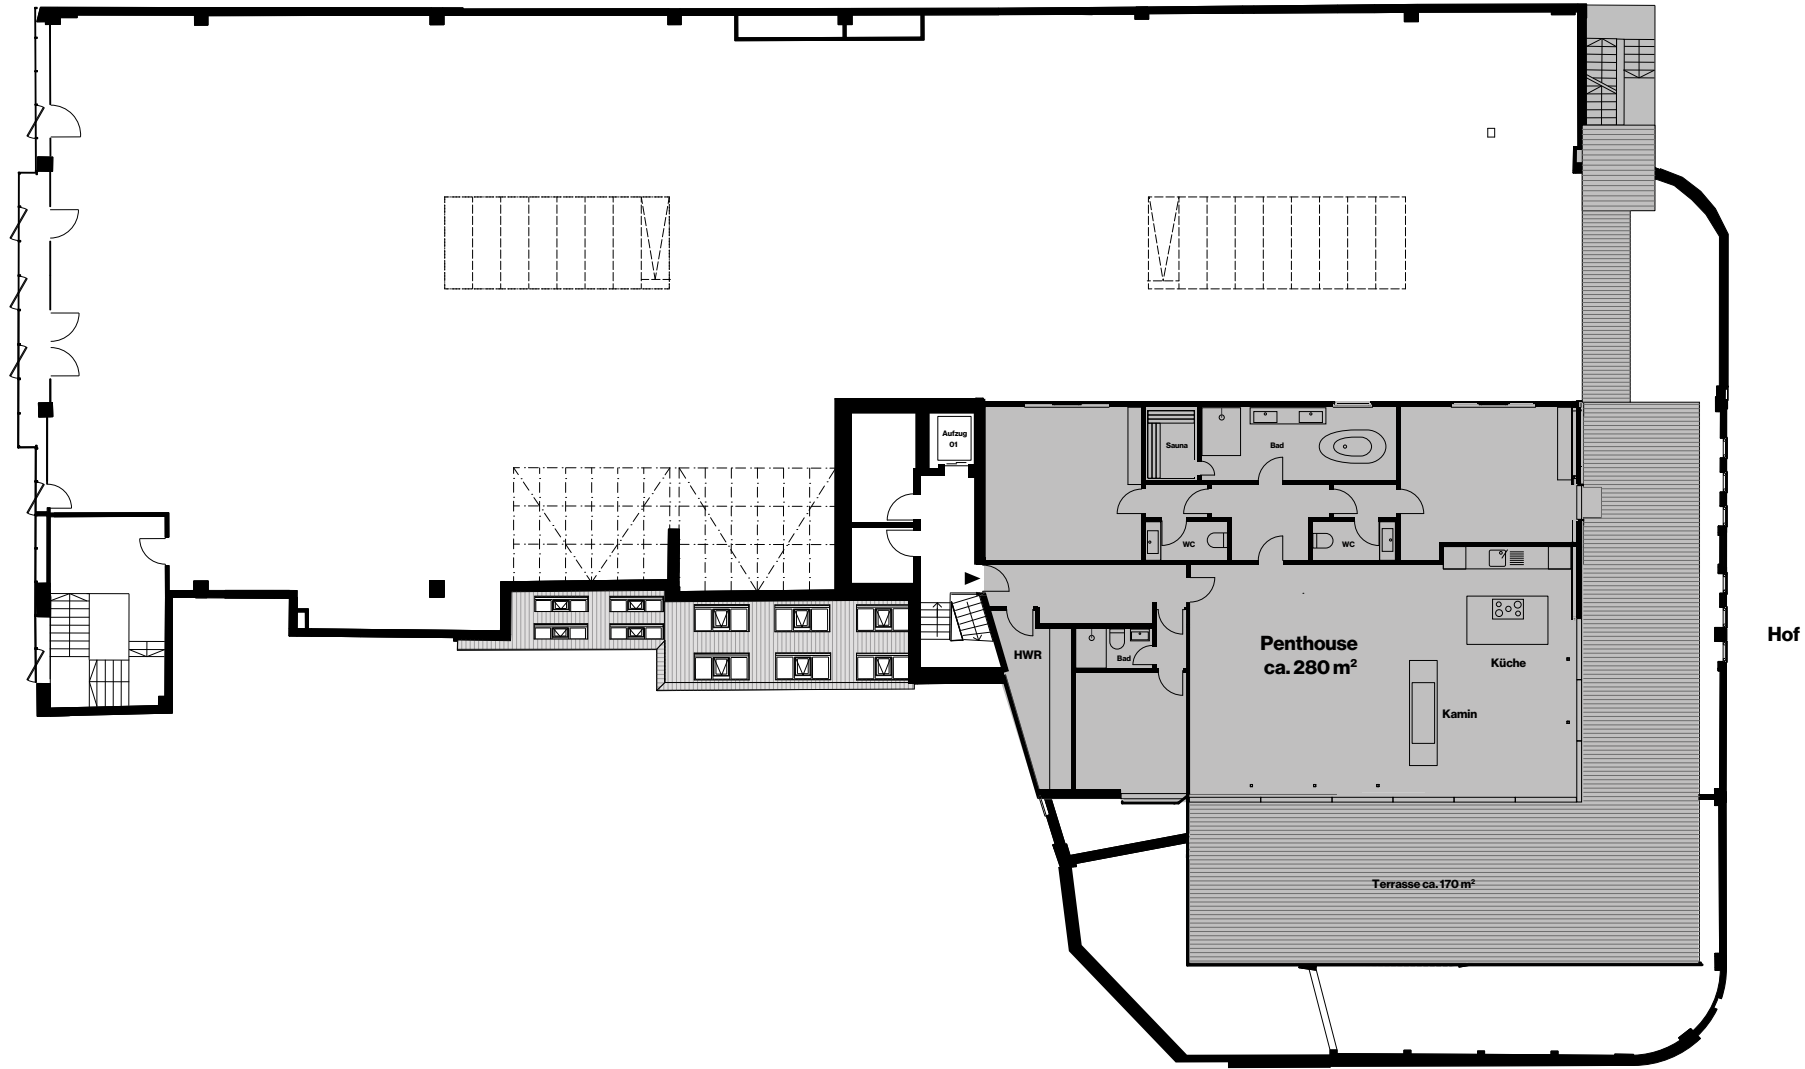 Aufzug
01
Sauna
Bad
WC
WC
Hof
HWR
Bad
Penthouse
ca. 280 m²
Küche
Kamin
Terrasse ca. 170 m²